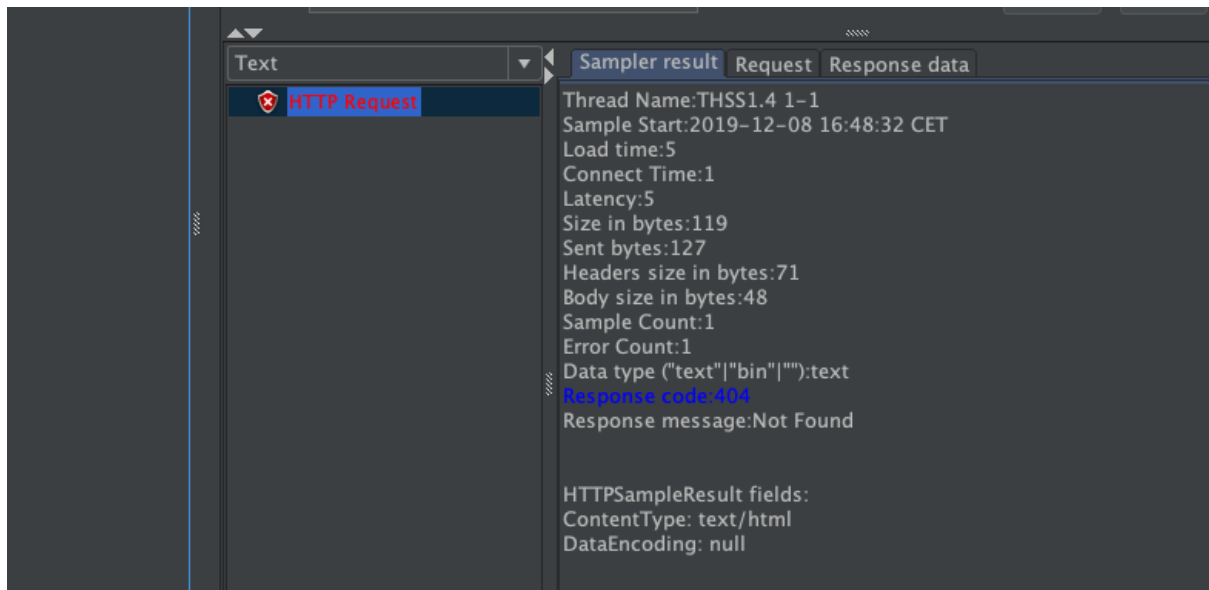 Text
Sampler result
Request
Response data
HTTP Request
Thread Name:THSS1.4 1-1
Sample Start:2019-12-08 16:48:32 CET
Load time:5
Connect Time:1
Latency:5
Size in bytes:119
Sent bytes:127
Headers size in bytes:71
Body size in bytes:48
Sample Count:1
Error Count:1
Data type ("text"|"bin"|""):text
Response code:404
Response message:Not Found
HTTPSampleResult fields:
ContentType: text/html
DataEncoding: null